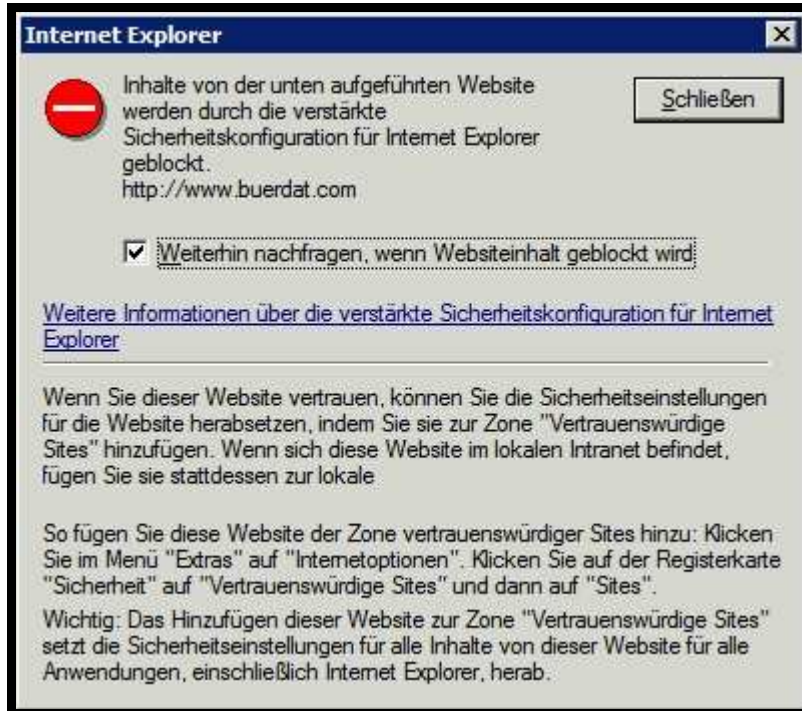 Internet Explorer
Inhalte von der unten aufgeführten Website
werden durch die verstärkte
Sicherheitskonfiguration für Internet Explorer
geblockt.
http://www.buerdat.com
Schließen
Weiterhin nachfragen, wenn Websiteinhalt geblockt wird
Weitere Informationen über die verstärkte Sicherheitskonfiguration für Internet
Explorer
Wenn Sie dieser Website vertrauen, können Sie die Sicherheitseinstellungen
für die Website herabsetzen, indem Sie sie zur Zone "Vertrauenswürdige
Sites" hinzufügen. Wenn sich diese Website im lokalen Intranet befindet,
fügen Sie sie stattdessen zur lokale
So fügen Sie diese Website der Zone vertrauenswürdiger Sites hinzu: Klicken
Sie im Menü "Extras" auf "Internetoptionen". Klicken Sie auf der Registerkarte
"Sicherheit" auf "Vertrauenswürdige Sites" und dann auf "Sites".
Wichtig: Das Hinzufügen dieser Website zur Zone "Vertrauenswürdige Sites"
setzt die Sicherheitseinstellungen für alle Inhalte von dieser Website für alle
Anwendungen, einschließlich Internet Explorer, herab.